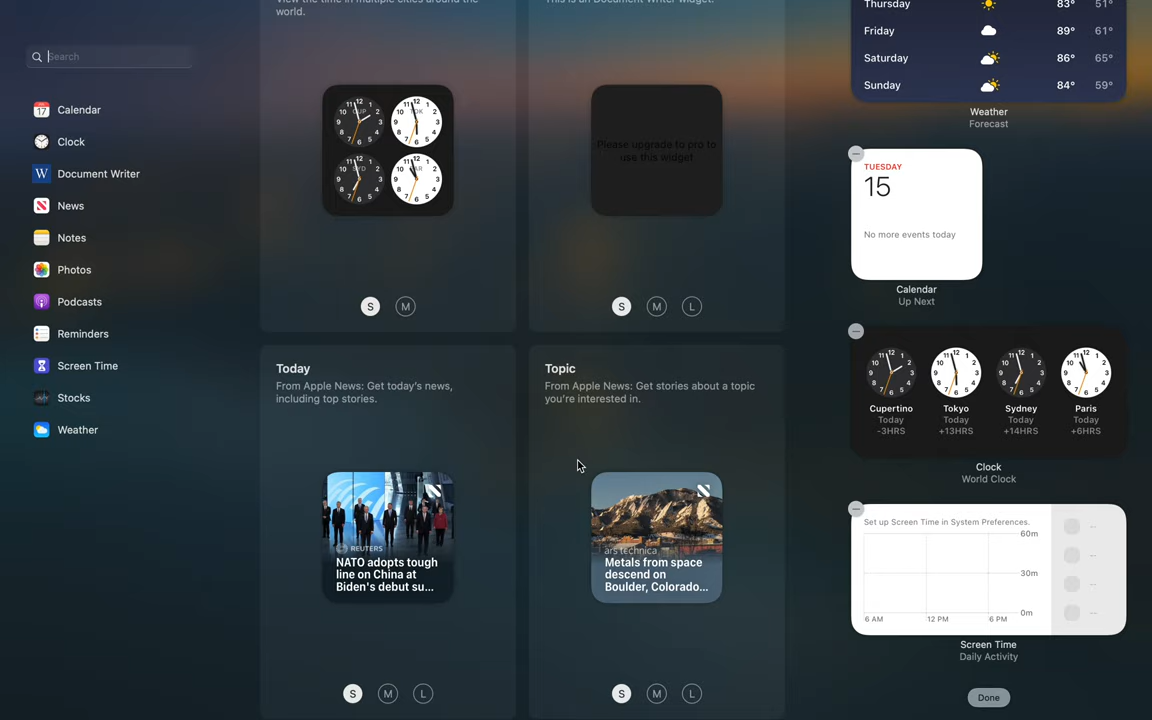 View the time in multiple cities around the
world.
This is an Document Writer widget.
Search
17
Calendar
Clock
W
Document Writer
News
Notes
Photos
Podcasts
Reminders
Screen Time
Stocks
Weather
CUP
TOK
SYD
PAR
Please upgrade to pro to
use this widget
S
M
S
M
L
Today
From Apple News: Get today's news,
including top stories.
REUTERS
NATO adopts tough
line on China at
Biden's debut su...
S
M
L
Topic
From Apple News: Get stories about a topic
you're interested in.
ars technica
Metals from space
descend on
Boulder, Colorado...
S
M
L
Thursday 83° 51°
Friday 89° 61°
Saturday 86° 65°
Sunday 84° 59°
Weather
Forecast
TUESDAY
15
No more events today
Calendar
Up Next
Cupertino Tokyo Sydney Paris
Today Today Today Today
-3HRS +13HRS +14HRS +6HRS
Clock
World Clock
Set up Screen Time in System Preferences.
60m
30m
0m
6 AM 12 PM 6 PM
Screen Time
Daily Activity
Done